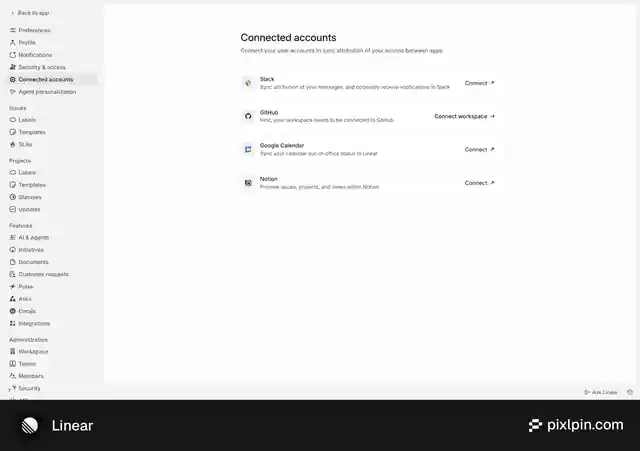 Back to app
Preferences
Profile
Notifications
Security & access
Connected accounts
Agent personalization
Issues
Labels
Templates
SLAs
Projects
Labels
Templates
Statuses
Updates
Features
AI & Agents
Initiatives
Documents
Customer requests
Pulse
Asks
Emojis
Integrations
Administration
Workspace
Teams
Members
Security
Connected accounts
Connect your user accounts to sync attribution of your actions between apps
Slack
Sync attribution of your messages, and optionally receive notifications in Slack
Connect
GitHub
First, your workspace needs to be connected to GitHub.
Connect workspace
Google Calendar
Sync your calendar out-of-office status to Linear
Connect
Notion
Preview issues, projects, and views within Notion
Connect
Ask Linear
Linear
pixlpin.com